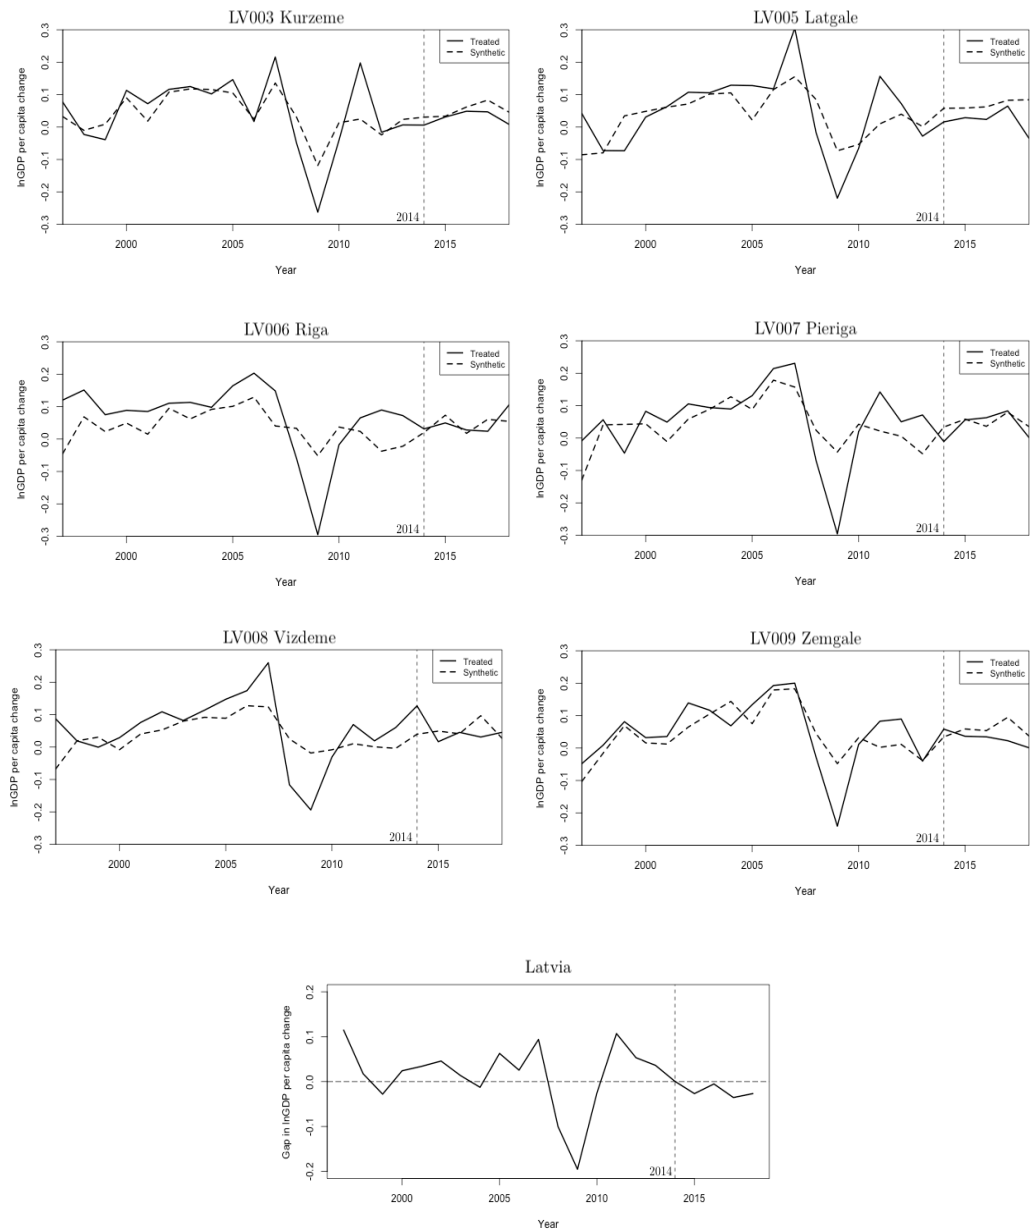 LV003 Kurzeme
Treated
Synthetic
lnGDP per capita change
0.3
0.2
0.1
0.0
-0.1
-0.2
-0.3
2014
2000 2005 2010 2015
Year
LV005 Latgale
Treated
Synthetic
lnGDP per capita change
0.3
0.2
0.1
0.0
-0.1
-0.2
-0.3
2014
2000 2005 2010 2015
Year
LV006 Riga
Treated
Synthetic
lnGDP per capita change
0.3
0.2
0.1
0.0
-0.1
-0.2
-0.3
2014
2000 2005 2010 2015
Year
LV007 Pieriga
Treated
Synthetic
lnGDP per capita change
0.3
0.2
0.1
0.0
-0.1
-0.2
-0.3
2014
2000 2005 2010 2015
Year
LV008 Vizdeme
Treated
Synthetic
lnGDP per capita change
0.3
0.2
0.1
0.0
-0.1
-0.2
-0.3
2014
2000 2005 2010 2015
Year
LV009 Zemgale
Treated
Synthetic
lnGDP per capita change
0.3
0.2
0.1
0.0
-0.1
-0.2
-0.3
2014
2000 2005 2010 2015
Year
Latvia
Gap in lnGDP per capita change
0.2
0.1
0.0
-0.1
-0.2
2014
2000 2005 2010 2015
Year